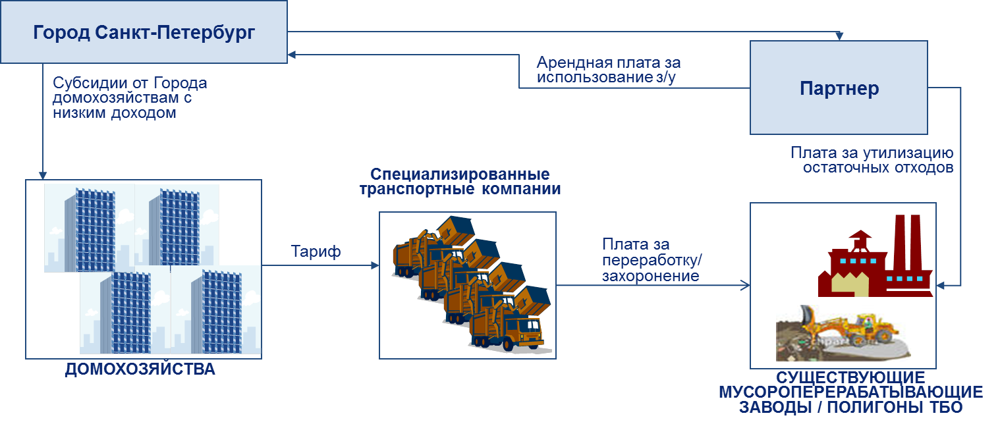 Город Санкт-Петербург
Арендная плата за
использование з/у
Партнер
Субсидии от Города
домохозяйствам с
низким доходом
Плата за утилизацию
остаточных отходов
Специализированные
транспортные компании
Тариф
Плата за
переработку/
захоронение
ДОМОХОЗЯЙСТВА
СУЩЕСТВУЮЩИЕ
МУСОРОПЕРЕРАБАТЫВАЮЩИЕ
ЗАВОДЫ / ПОЛИГОНЫ ТБО